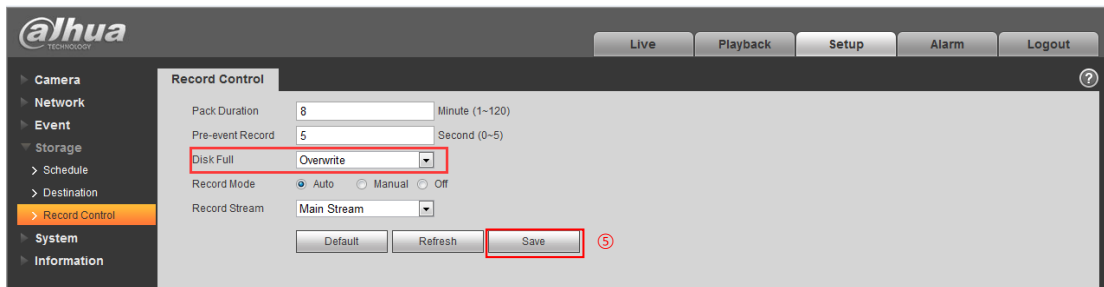 alhua
TECHNOLOGY
Live Playback Setup Alarm Logout
Camera
Network
Event
Storage
Schedule
Destination
Record Control
System
Information
Record Control
?
Pack Duration 8 Minute (1~120)
Pre-event Record 5 Second (0~5)
Disk Full Overwrite
Record Mode Auto Manual Off
Record Stream Main Stream
Default Refresh Save ⑤